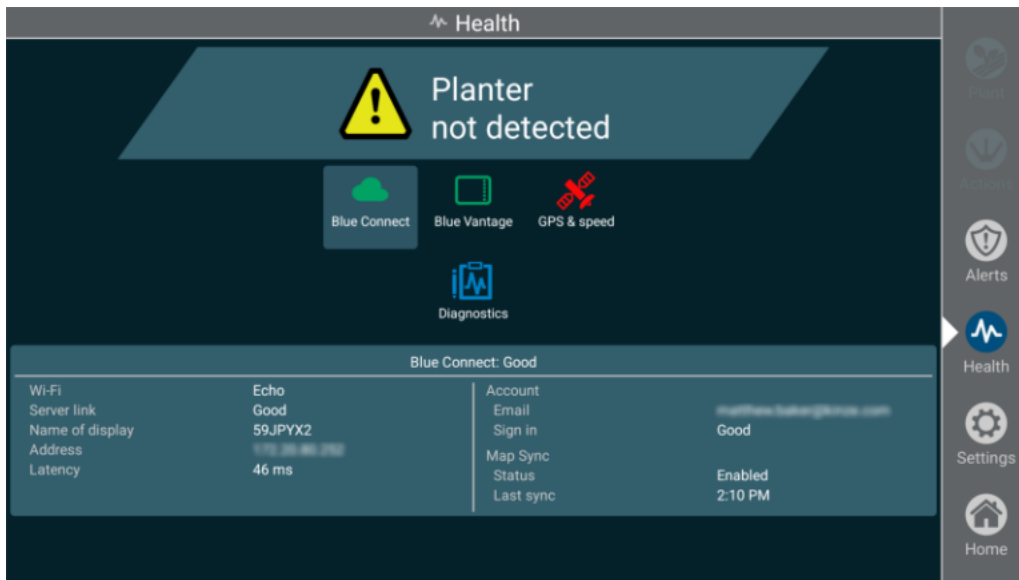 Health
Planter
not detected
Blue Connect
Blue Vantage
GPS & speed
Diagnostics
Blue Connect: Good
Wi-Fi Echo
Server link Good
Name of display 59JPYX2
Address
Latency 46 ms
Account
Email
Sign in Good
Map Sync
Status Enabled
Last sync 2:10 PM
Plant
Actions
Alerts
Health
Settings
Home